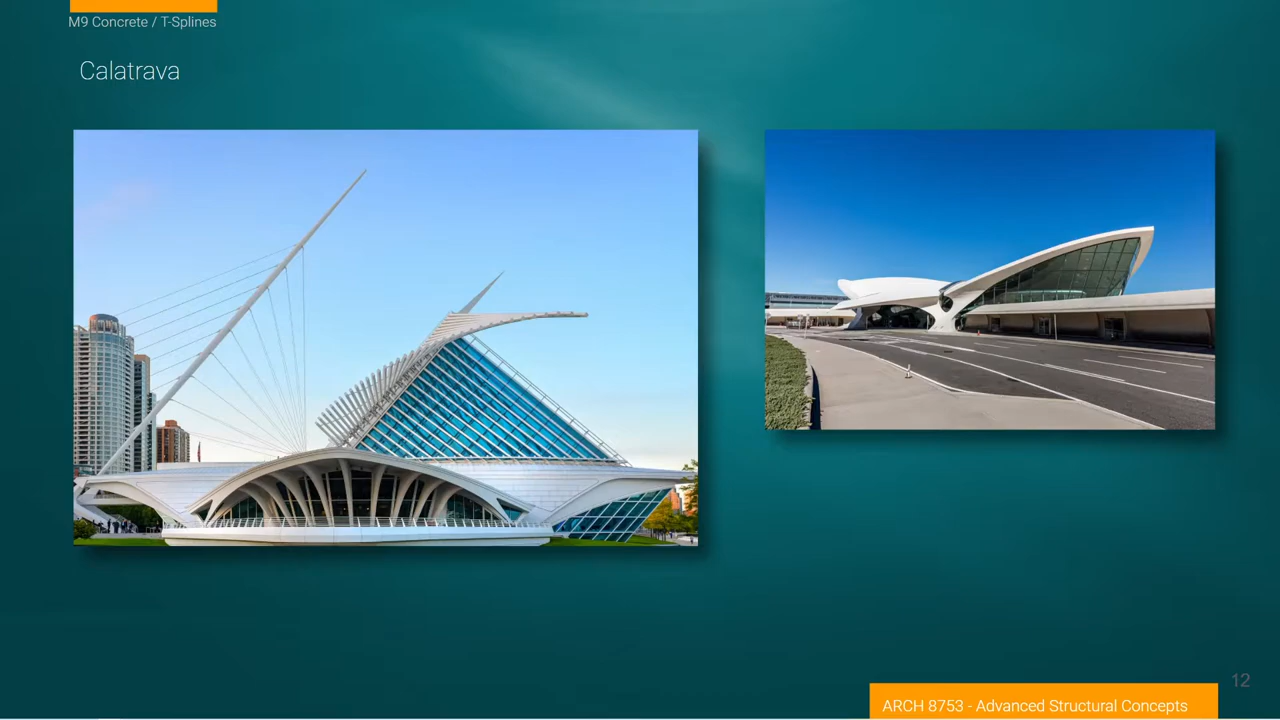 M9 Concrete / T-Splines
Calatrava
12
ARCH 8753 - Advanced Structural Concepts